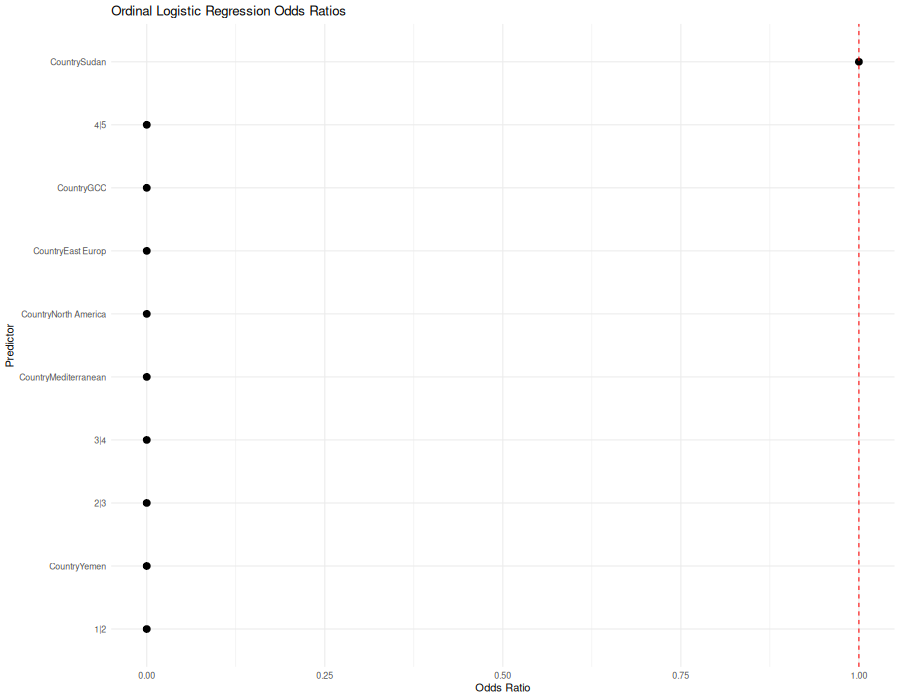 Ordinal Logistic Regression Odds Ratios
CountrySudan
4|5
CountryGCC
CountryEast Europ
CountryNorth America
CountryMediterranean
3|4
2|3
CountryYemen
1|2
Predictor
0.00 0.25 0.50 0.75 1.00
Odds Ratio